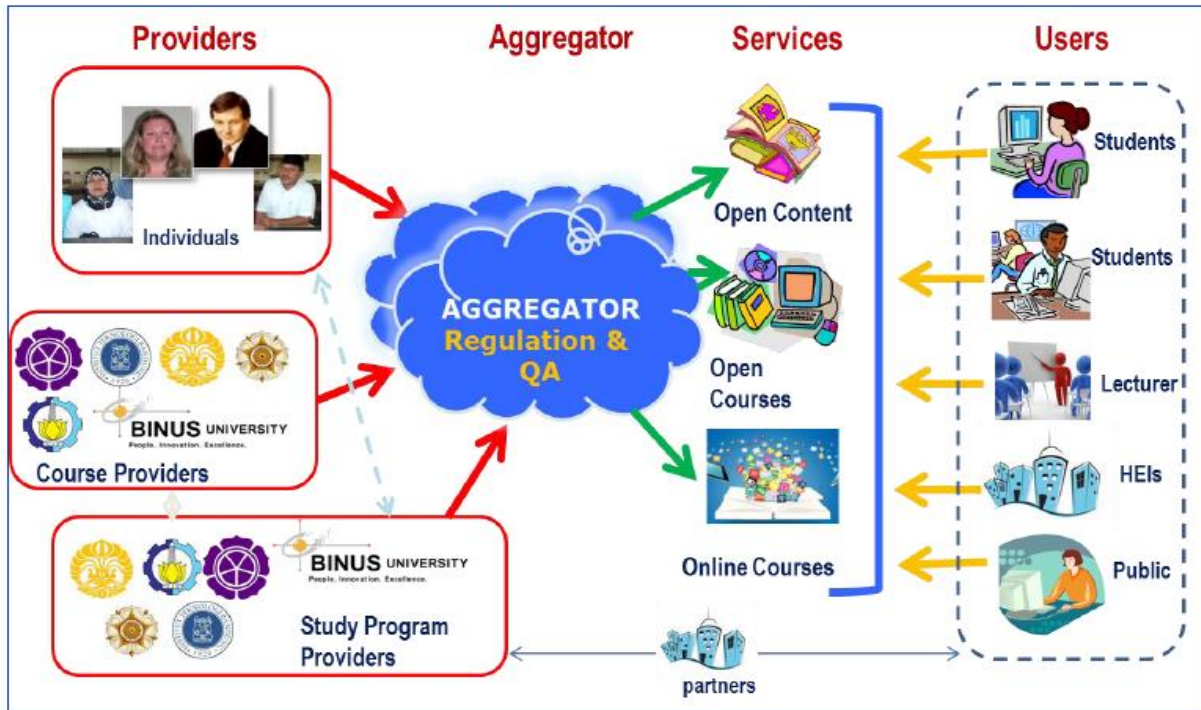 Providers
Aggregator
Services
Users
Individuals
BINUS UNIVERSITY
People. Innovation. Excellence.
Course Providers
BINUS UNIVERSITY
People. Innovation. Excellence.
Study Program
Providers
AGGREGATOR
Regulation &
QA
Open Content
Open
Courses
Online Courses
partners
Students
Students
Lecturer
HEIs
Public